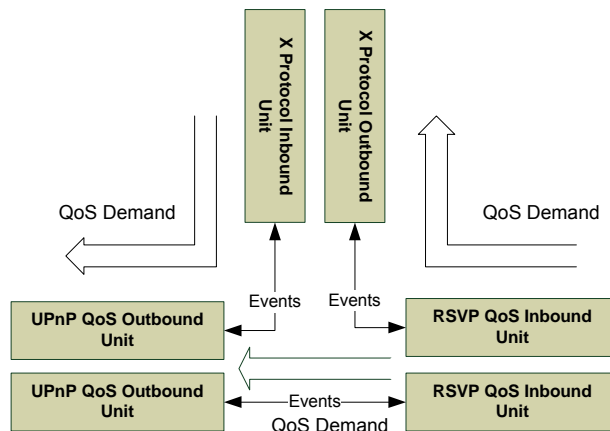 X Protocol Inbound
Unit
X Protocol Outbound
Unit
QoS Demand
QoS Demand
Events
Events
UPnP QoS Outbound
Unit
RSVP QoS Inbound
Unit
UPnP QoS Outbound
Unit
Events
RSVP QoS Inbound
Unit
QoS Demand